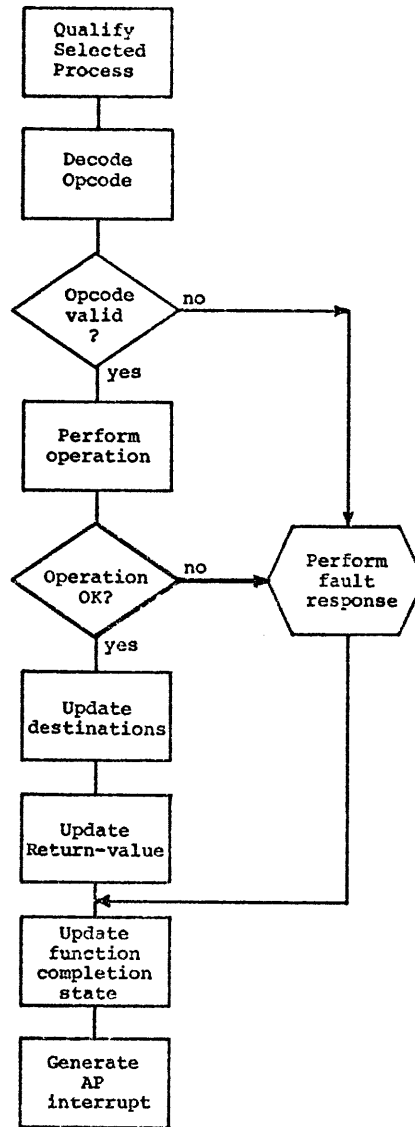 Qualify
Selected
Process
Decode
Opcode
Opcode
valid
?
no
yes
Perform
operation
Operation
OK?
no
yes
Perform
fault
response
Update
destinations
Update
Return-value
Update
function
completion
state
Generate
AP
interrupt